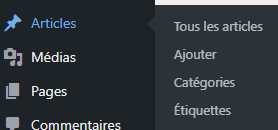 Articles
Tous les articles
Ajouter
Médias
Catégories
Pages
Étiquettes
Commentaires